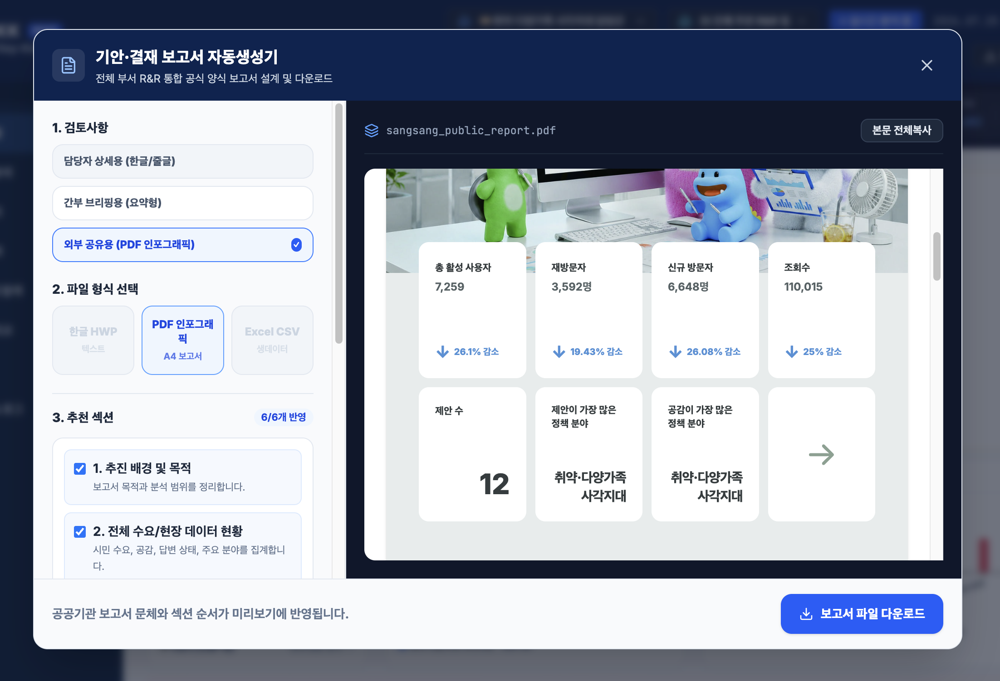 기안·결재 보고서 자동생성기
전체 부서 R&R 통합 공식 양식 보고서 설계 및 다운로드
1. 검토사항
담당자 상세용 (한글/줄글)
간부 브리핑용 (요약형)
외부 공유용 (PDF 인포그래픽)
2. 파일 형식 선택
한글 HWP
텍스트
PDF 인포그래
픽
A4 보고서
Excel CSV
생데이터
3. 추천 섹션
6/6개 반영
1. 추진 배경 및 목적
보고서 목적과 분석 범위를 정리합니다.
2. 전체 수요/현장 데이터 현황
시민 수요, 공감, 답변 상태, 주요 분야를 집계합니
다.
sangsang_public_report.pdf
본문 전체복사
총 활성 사용자
7,259
26.1% 감소
재방문자
3,592명
19.43% 감소
신규 방문자
6,648명
26.08% 감소
조회수
110,015
25% 감소
제안 수
12
제안이 가장 많은
정책 분야
취약·다양가족
사각지대
공감이 가장 많은
정책 분야
취약·다양가족
사각지대
공공기관 보고서 문체와 섹션 순서가 미리보기에 반영됩니다.
보고서 파일 다운로드